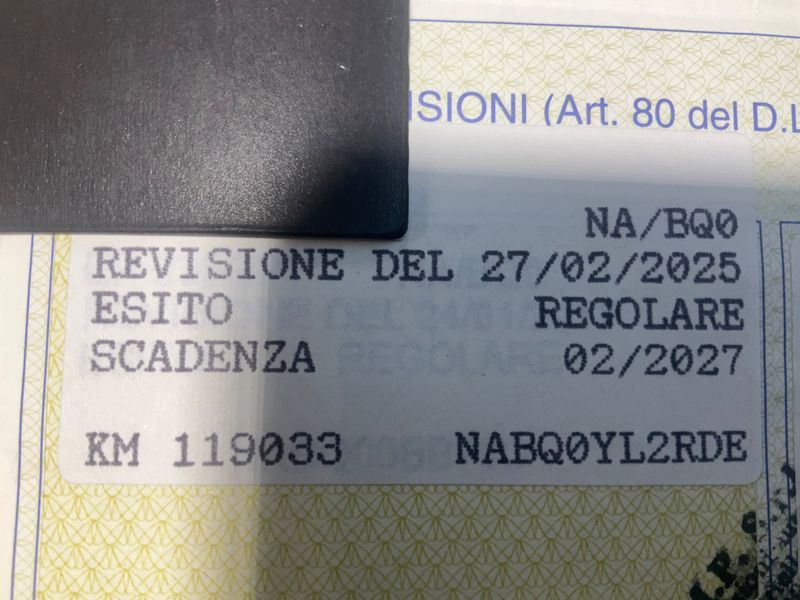 ISIONI (Art. 80 del D.L
NA/BQ0
REVISIONE DEL 27/02/2025
ESITO REGOLARE
SCADENZA 02/2027
KM 119033 NABQ0YL2RDE